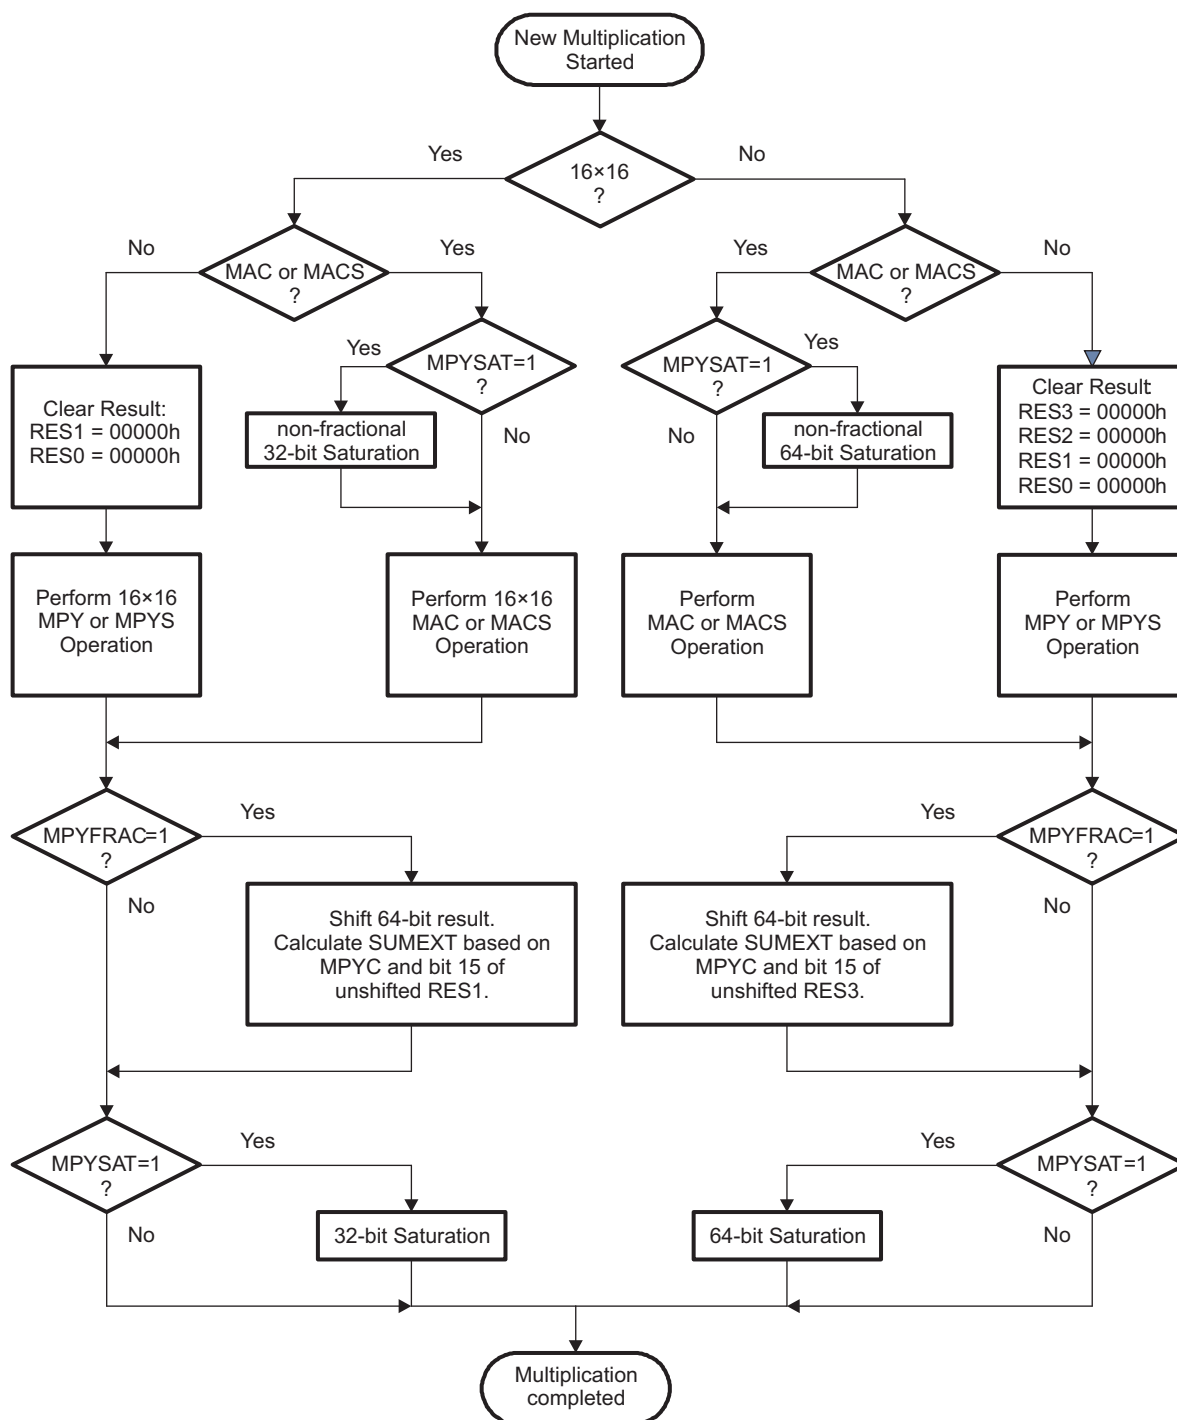 New Multiplication
Started
16×16
?
Yes
No
MAC or MACS
?
No
Yes
MAC or MACS
?
Yes
No
MPYSAT=1
?
Yes
No
MPYSAT=1
?
Yes
No
Clear Result:
RES1 = 00000h
RES0 = 00000h
non-fractional
32-bit Saturation
non-fractional
64-bit Saturation
Clear Result
RES3 = 00000h
RES2 = 00000h
RES1 = 00000h
RES0 = 00000h
Perform 16×16
MPY or MPYS
Operation
Perform 16×16
MAC or MACS
Operation
Perform
MAC or MACS
Operation
Perform
MPY or MPYS
Operation
MPYFRAC=1
?
Yes
No
MPYFRAC=1
?
Yes
No
Shift 64-bit result.
Calculate SUMEXT based on
MPYC and bit 15 of
unshifted RES1.
Shift 64-bit result.
Calculate SUMEXT based on
MPYC and bit 15 of
unshifted RES3.
MPYSAT=1
?
Yes
No
MPYSAT=1
?
Yes
No
32-bit Saturation
64-bit Saturation
Multiplication
completed